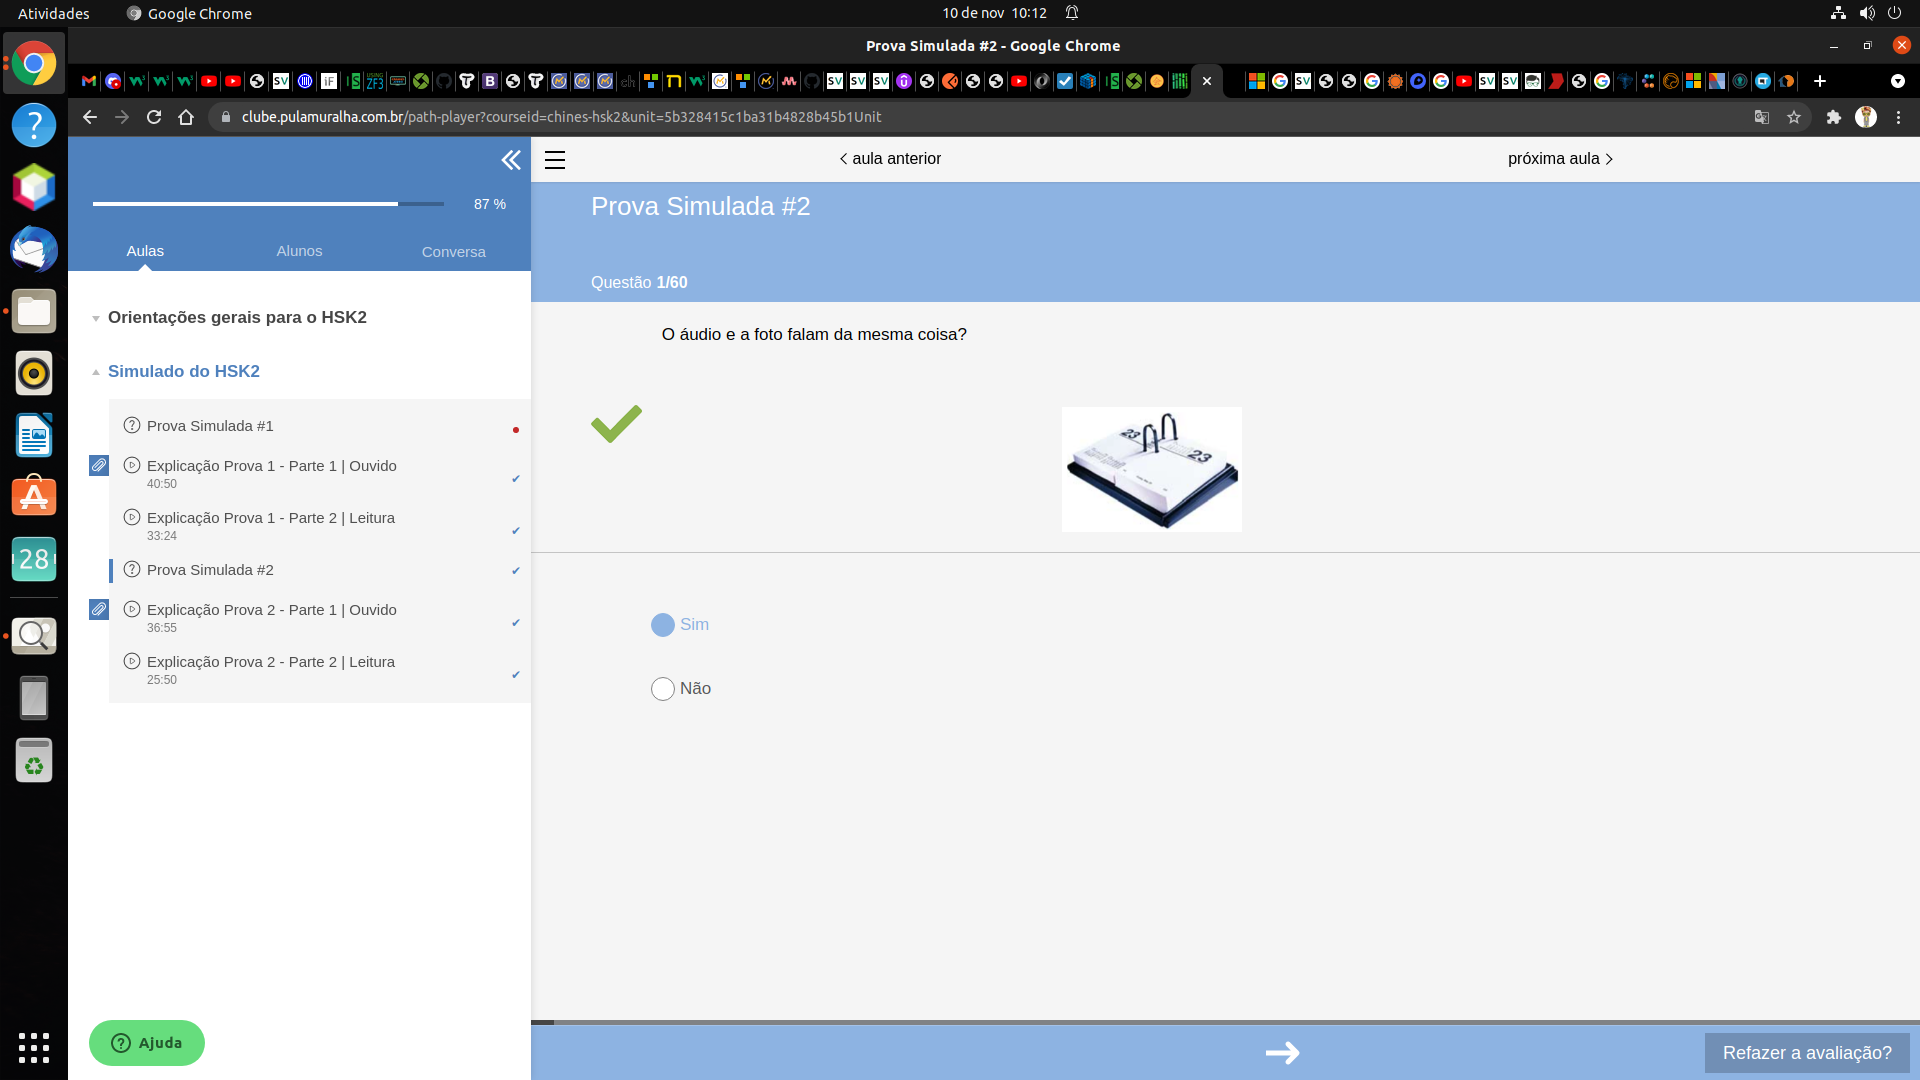 Atividades
Google Chrome
10 de nov 10:12
Prova Simulada #2 - Google Chrome
clube.pulamuralha.com.br/path-player?courseid=chines-hsk2&unit=5b328415c1ba31b4828b45b1Unit
aula anterior
próxima aula
87 %
Aulas
Alunos
Conversa
Orientações gerais para o HSK2
Simulado do HSK2
Prova Simulada #1
Explicação Prova 1 - Parte 1 | Ouvido
40:50
Explicação Prova 1 - Parte 2 | Leitura
33:24
Prova Simulada #2
Explicação Prova 2 - Parte 1 | Ouvido
36:55
Explicação Prova 2 - Parte 2 | Leitura
25:50
Ajuda
28
Prova Simulada #2
Questão 1/60
O áudio e a foto falam da mesma coisa?
23
23
Sim
Não
Refazer a avaliação?